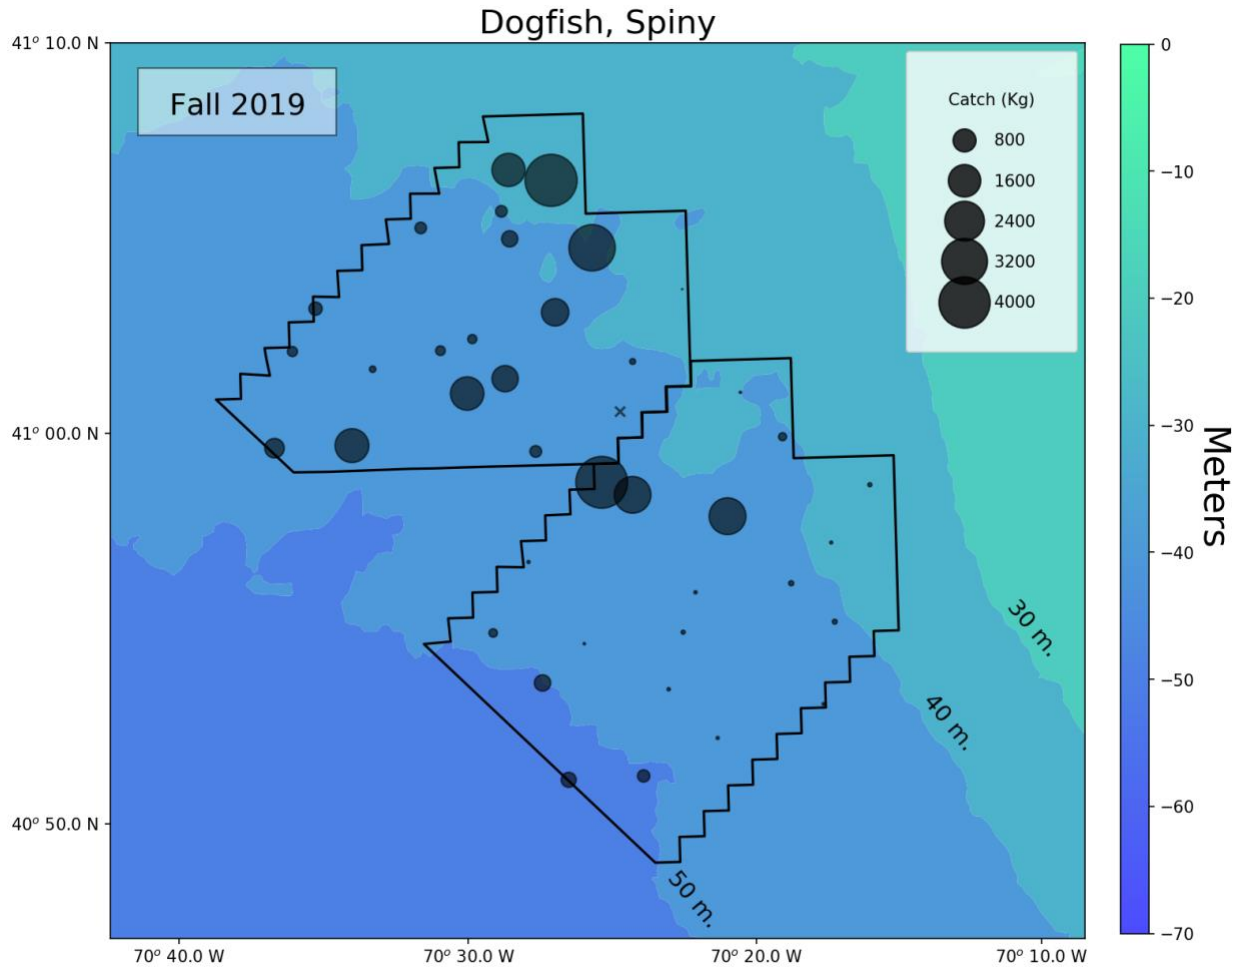 Dogfish, Spiny
41° 10.0 N
41° 00.0 N
40° 50.0 N
Fall 2019
Catch (Kg)
800
1600
2400
3200
4000
30 m.
40 m.
50 m.
70° 40.0 W
70° 30.0 W
70° 20.0 W
70° 10.0 W
0
−10
−20
−30
−40
−50
−60
−70
Meters